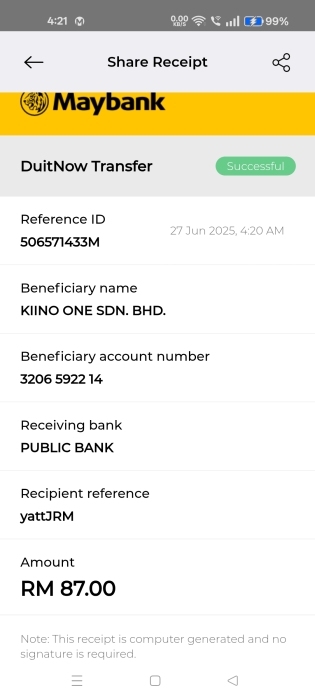 4:21
0.00 KB/S
99%
Share Receipt
Maybank
DuitNow Transfer
Successful
Reference ID
27 Jun 2025, 4:20 AM
506571433M
Beneficiary name
KIINO ONE SDN. BHD.
Beneficiary account number
3206 5922 14
Receiving bank
PUBLIC BANK
Recipient reference
yattJRM
Amount
RM 87.00
Note: This receipt is computer generated and no
signature is required.